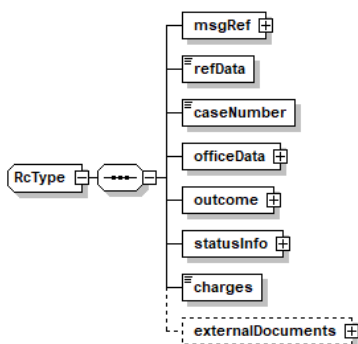 msgRef
refData
caseNumber
officeData
RcType
outcome
statusInfo
charges
externalDocuments